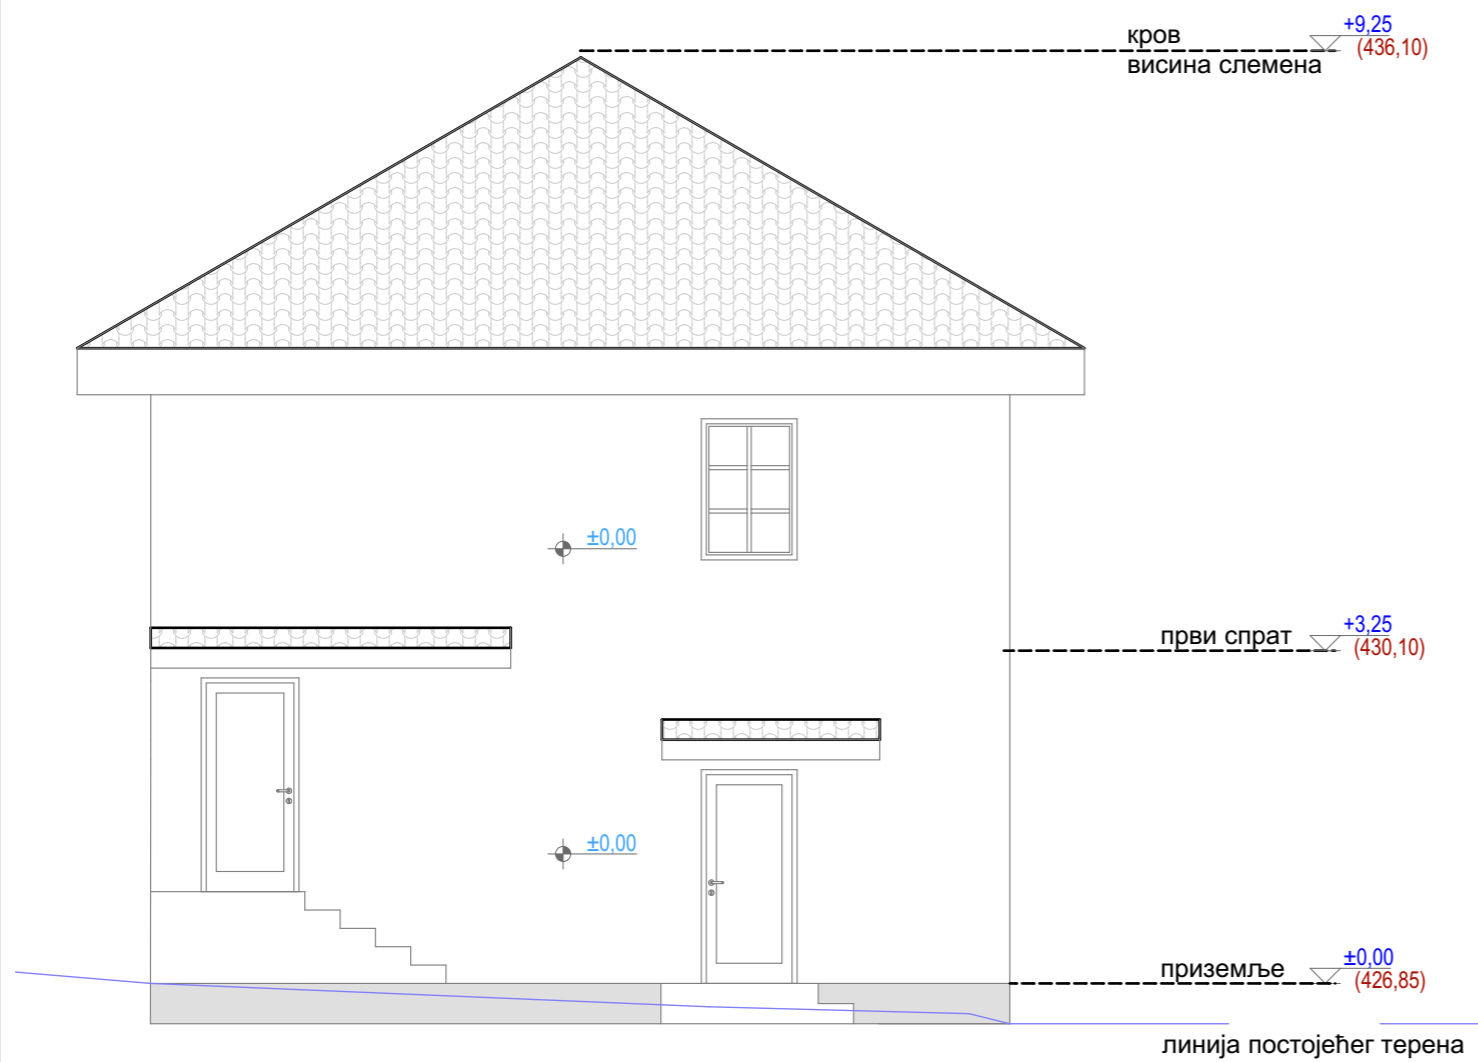 +9,25
кров
(436,10)
висина слемена
±0,00
+3,25
први спрат
(430,10)
±0,00
±0,00
приземље
(426,85)
линија постојећег терена